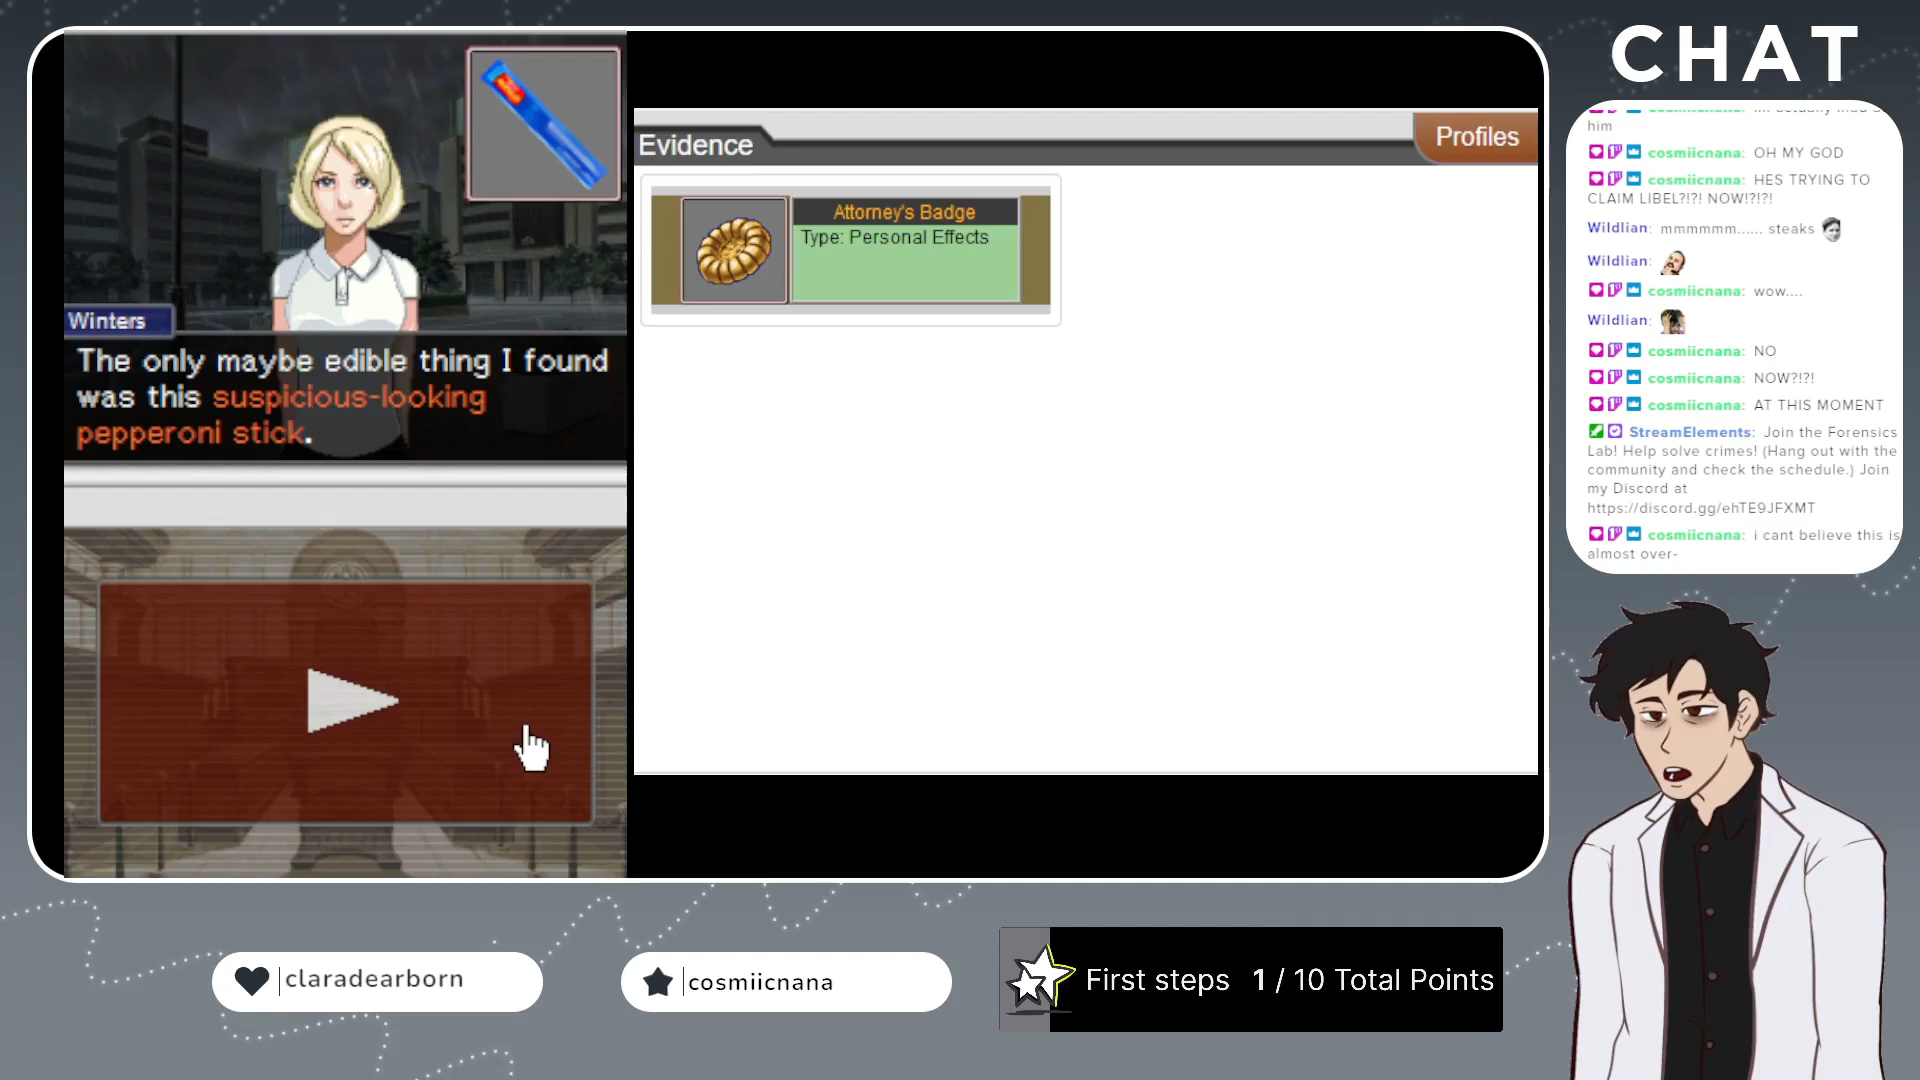 CHAT
him
cosmiicnana: OH MY GOD
cosmiicnana: HES TRYING TO
CLAIM LIBEL?!?! NOW!?!?!
Wildlian: mmmmmm...... steaks
Wildlian:
cosmiicnana: wow....
Wildlian:
cosmiicnana: NO
cosmiicnana: NOW?!?!
cosmiicnana: AT THIS MOMENT
StreamElements: Join the Forensics
Lab! Help solve crimes! (Hang out with the
community and check the schedule.) Join
my Discord at
https://discord.gg/ehTE9JFXMT
cosmiicnana: i cant believe this is
almost over-
Evidence
Profiles
Attorney's Badge
Type: Personal Effects
Winters
The only maybe edible thing I found
was this suspicious-looking
pepperoni stick.
claradearborn
cosmiicnana
First steps 1 / 10 Total Points